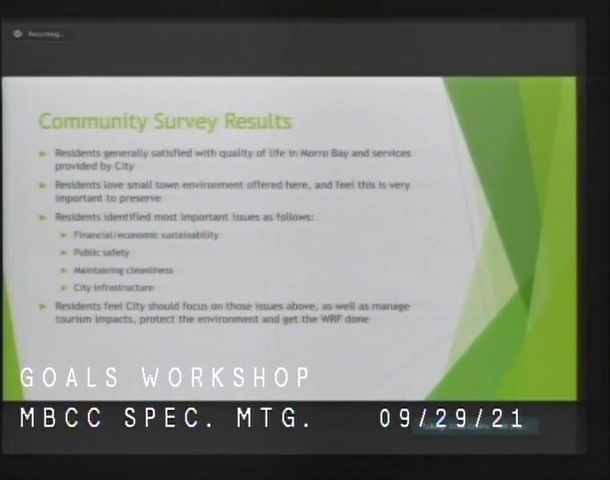 Recording...
Community Survey Results
Residents generally satisfied with quality of life in Morro Bay and services
provided by City
Residents love small town environment offered here, and feel this is very
important to preserve
Residents identified most important issues as follows:
Financial/economic sustainability
Public safety
Maintaining cleanliness
City infrastructure
Residents feel City should focus on those issues above, as well as manage
tourism impacts, protect the environment and get the WRF done
GOALS WORKSHOP
MBCC SPEC. MTG. 09/29/21